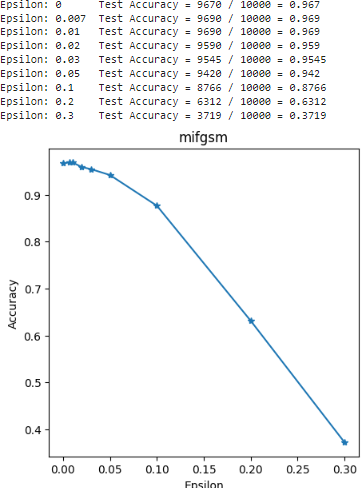 Epsilon: 0 Test Accuracy = 9670 / 10000 = 0.967
Epsilon: 0.007 Test Accuracy = 9690 / 10000 = 0.969
Epsilon: 0.01 Test Accuracy = 9690 / 10000 = 0.969
Epsilon: 0.02 Test Accuracy = 9590 / 10000 = 0.959
Epsilon: 0.03 Test Accuracy = 9545 / 10000 = 0.9545
Epsilon: 0.05 Test Accuracy = 9420 / 10000 = 0.942
Epsilon: 0.1 Test Accuracy = 8766 / 10000 = 0.8766
Epsilon: 0.2 Test Accuracy = 6312 / 10000 = 0.6312
Epsilon: 0.3 Test Accuracy = 3719 / 10000 = 0.3719
mifgsm
0.9
0.8
0.7
0.6
0.5
0.4
Accuracy
0.00 0.05 0.10 0.15 0.20 0.25 0.30
Epsilon